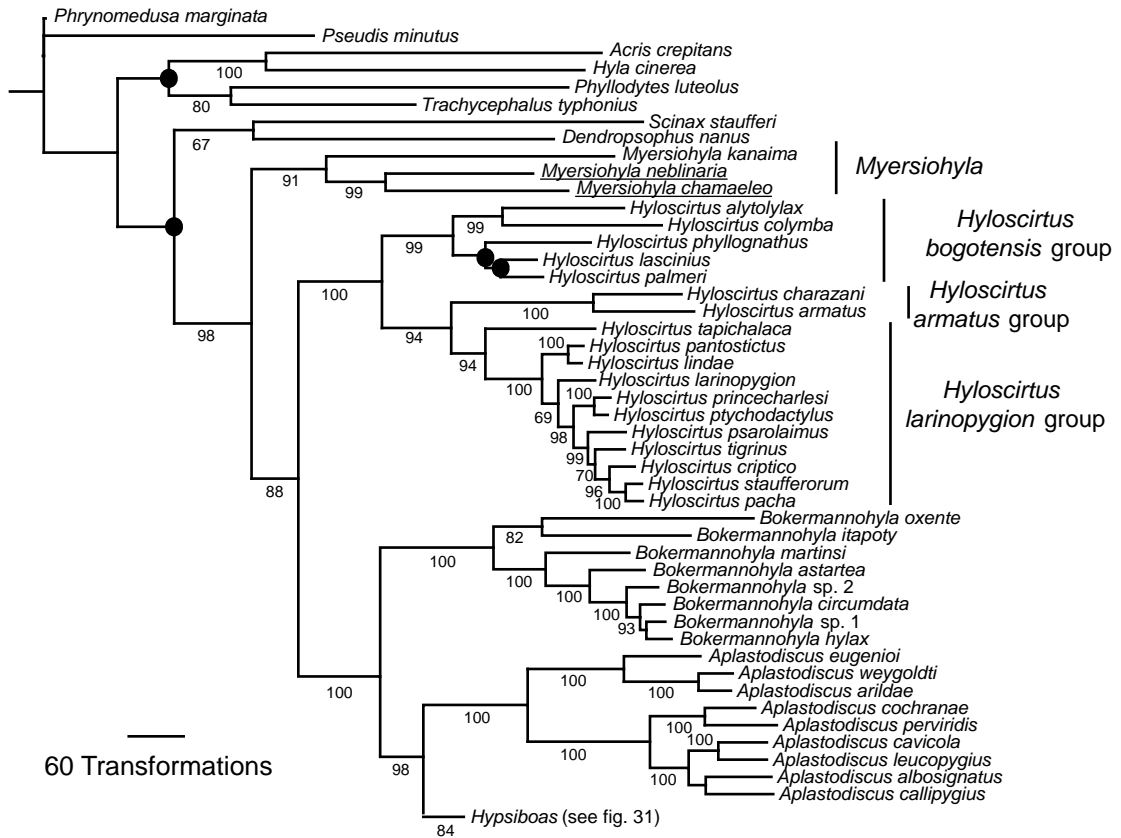 Phrynomedusa marginata
Pseudis minutus
Acris crepitans
100
Hyla cinerea
Phyllodytes luteolus
80
Trachycephalus typhonius
Scinax staufferi
67
Dendropsophus nanus
Myersiohyla kanaima
91
Myersiohyla neblinaria
99
Myersiohyla chamaeleo
Myersiohyla
Hyloscirtus alytolylax
99
Hyloscirtus colymba
99
Hyloscirtus phyllognathus
Hyloscirtus lascinius
Hyloscirtus palmeri
Hyloscirtus
bogotensis group
100
Hyloscirtus charazani
100
Hyloscirtus armatus
Hyloscirtus
armatus group
98
94
Hyloscirtus tapichalaca
94
Hyloscirtus pantostictus
100
Hyloscirtus lindae
100
Hyloscirtus larinopygion
100
Hyloscirtus princecharlesi
69
Hyloscirtus ptychodactylus
98
Hyloscirtus psarolaimus
99
Hyloscirtus tigrinus
70
Hyloscirtus criptico
96
Hyloscirtus staufferorum
100
Hyloscirtus pacha
Hyloscirtus
larinopygion group
88
Bokermannohyla oxente
82
Bokermannohyla itapoty
100
Bokermannohyla martinsi
100
Bokermannohyla astartea
100
Bokermannohyla sp. 2
100
Bokermannohyla circumdata
93
Bokermannohyla sp. 1
Bokermannohyla hylax
100
Aplastodiscus eugenioi
100
Aplastodiscus weygoldti
100
Aplastodiscus arildae
100
Aplastodiscus cochranae
100
Aplastodiscus perviridis
100
100
Aplastodiscus cavicola
Aplastodiscus leucopygius
100
Aplastodiscus albosignatus
Aplastodiscus callipygius
98
Hypsiboas (see fig. 31)
84
60 Transformations